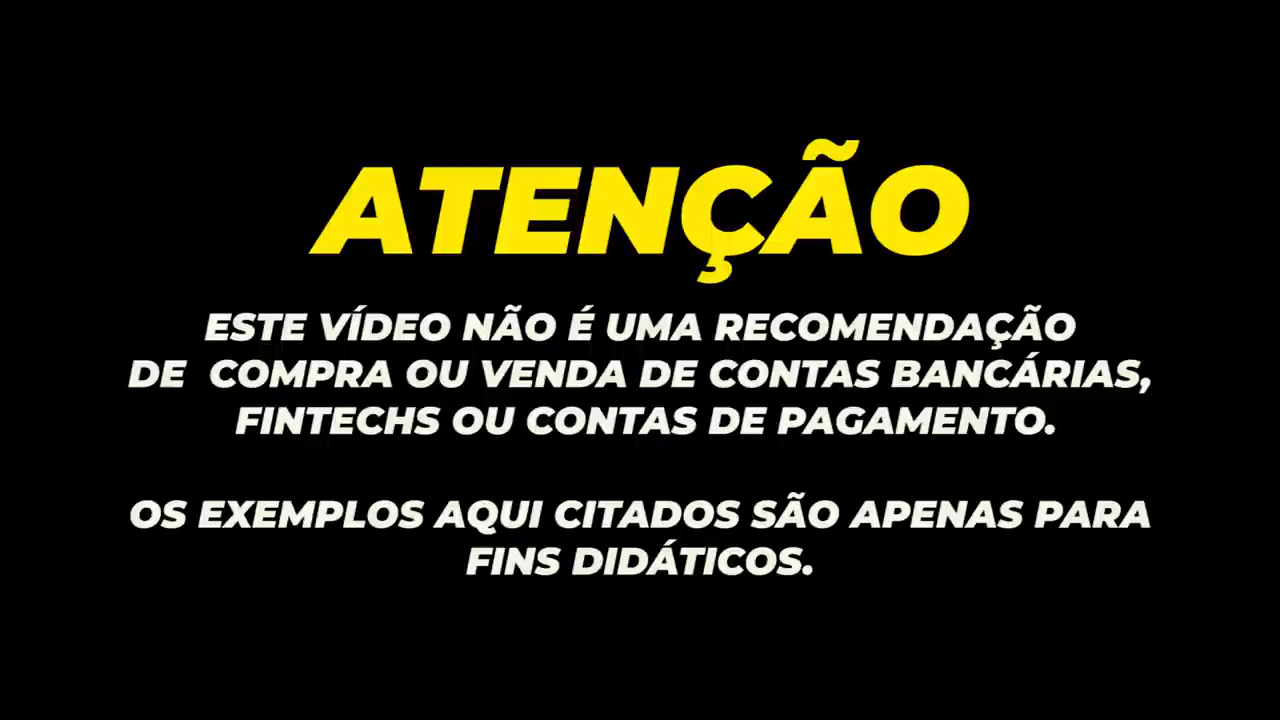 ATENÇÃO
ESTE VÍDEO NÃO É UMA RECOMENDAÇÃO
DE COMPRA OU VENDA DE CONTAS BANCÁRIAS,
FINTECHS OU CONTAS DE PAGAMENTO.
OS EXEMPLOS AQUI CITADOS SÃO APENAS PARA
FINS DIDÁTICOS.